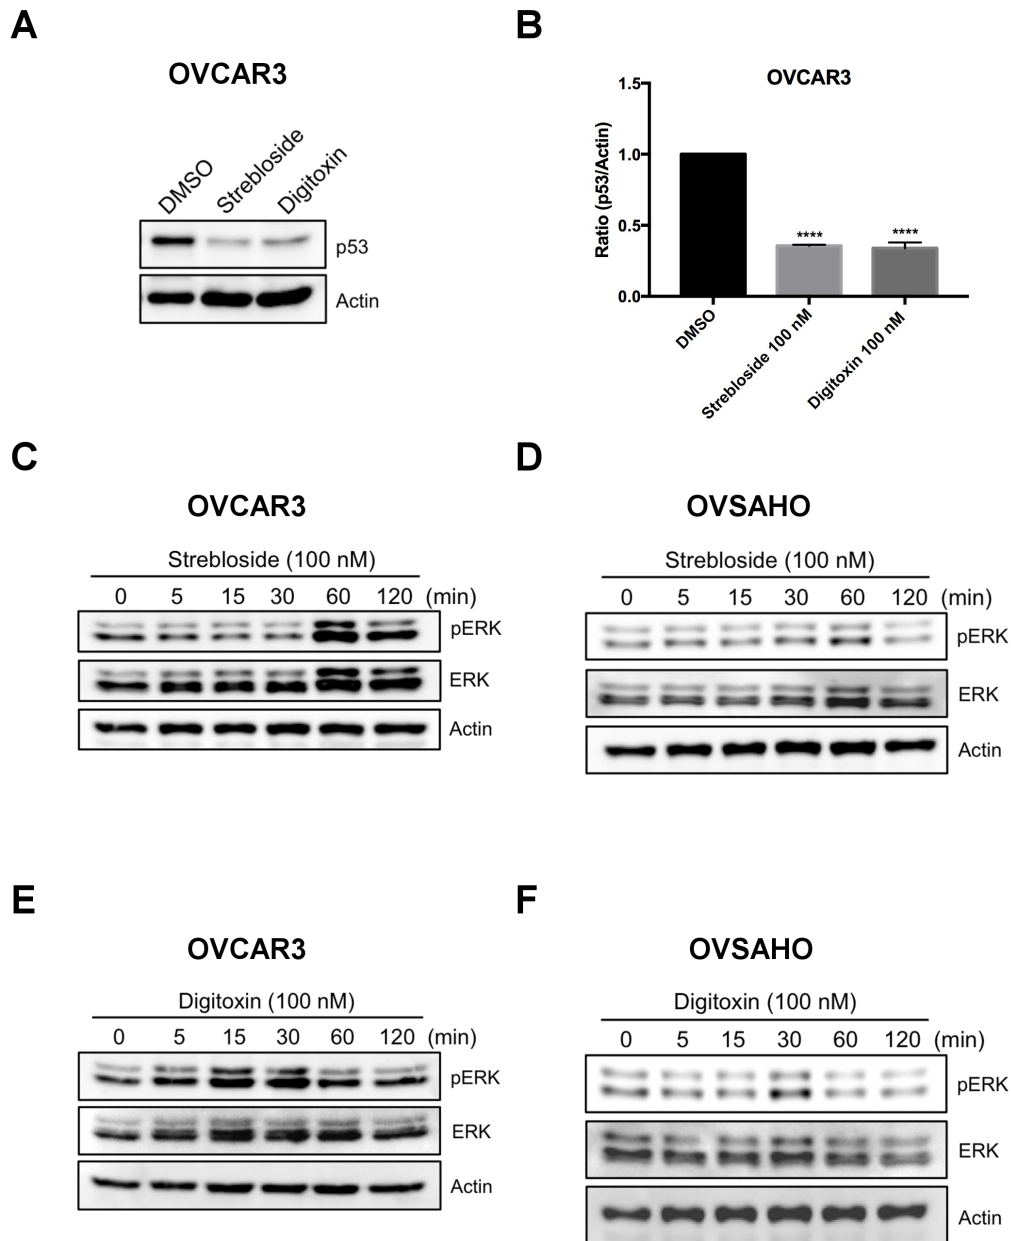 A
OVCAR3
DMSO
Strebloside
Digitoxin
p53
Actin
B
OVCAR3
Ratio (p53/Actin)
1.5
1.0
0.5
0.0
****
****
DMSO
Strebloside 100 nM
Digitoxin 100 nM
C
OVCAR3
Strebloside (100 nM)
0 5 15 30 60 120 (min)
pERK
ERK
Actin
D
OVSAHO
Strebloside (100 nM)
0 5 15 30 60 120 (min)
pERK
ERK
Actin
E
OVCAR3
Digitoxin (100 nM)
0 5 15 30 60 120 (min)
pERK
ERK
Actin
F
OVSAHO
Digitoxin (100 nM)
0 5 15 30 60 120 (min)
pERK
ERK
Actin